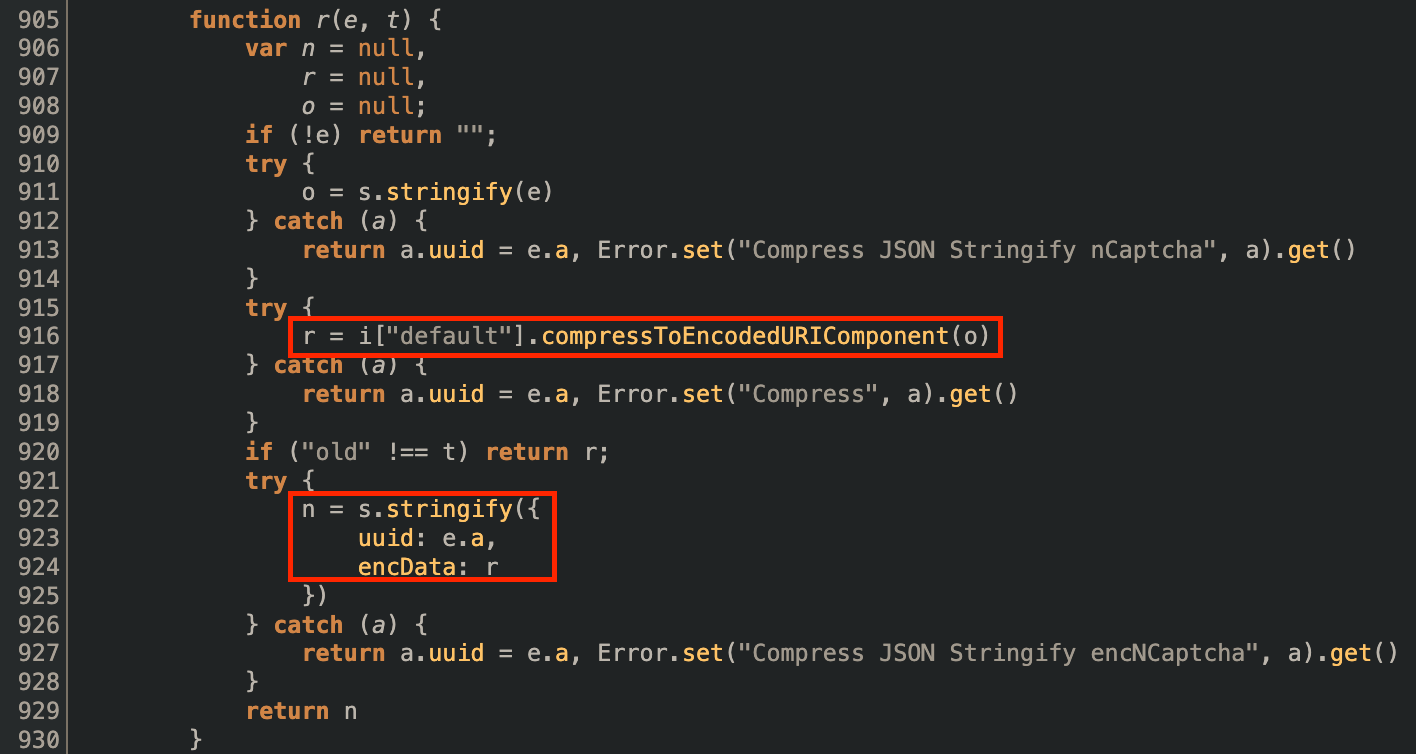 905 function r(e, t) {
906 var n = null,
907 r = null,
908 o = null;
909 if (!e) return "";
910 try {
911 o = s.stringify(e)
912 } catch (a) {
913 return a.uuid = e.a, Error.set("Compress JSON Stringify nCaptcha", a).get()
914 }
915 try {
916 r = i["default"].compressToEncodedURIComponent(o)
917 } catch (a) {
918 return a.uuid = e.a, Error.set("Compress", a).get()
919 }
920 if ("old" !== t) return r;
921 try {
922 n = s.stringify({
923 uuid: e.a,
924 encData: r
925 })
926 } catch (a) {
927 return a.uuid = e.a, Error.set("Compress JSON Stringify encNCaptcha", a).get()
928 }
929 return n
930 }